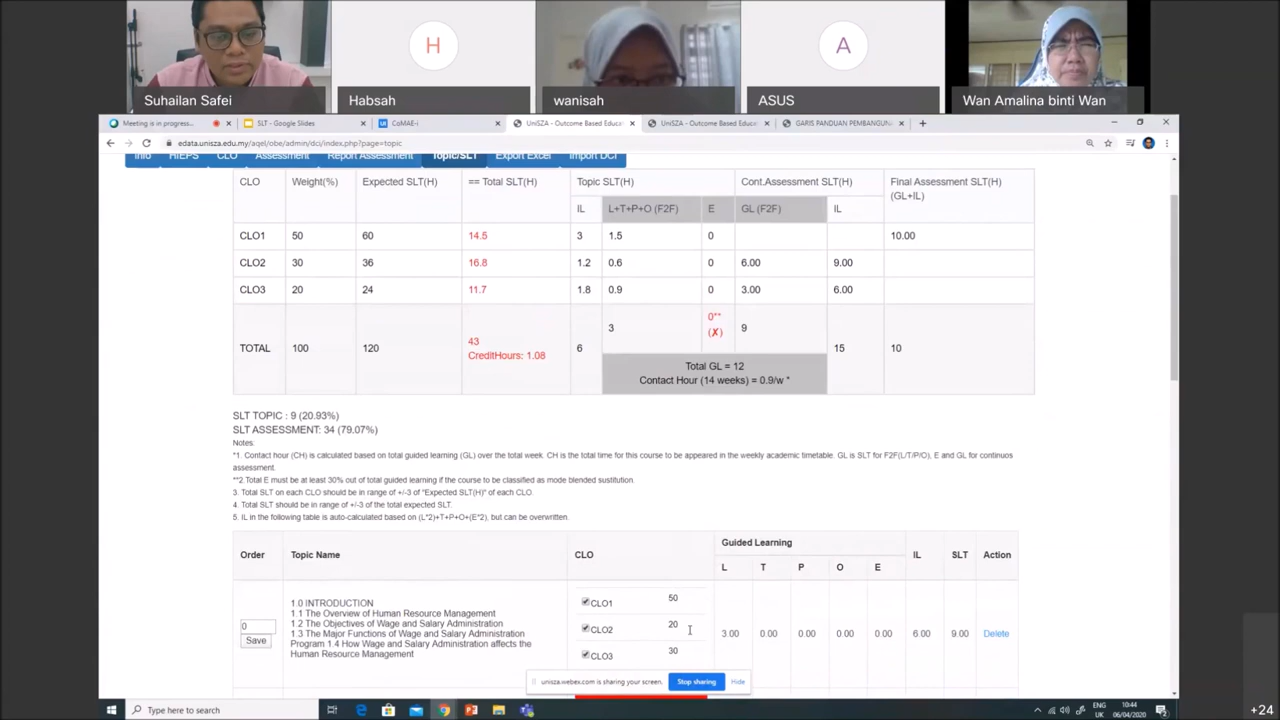 H
A
Suhailan Safei
Habsah
wanisah
ASUS
Wan Amalina binti Wan
Meeting is in progress...
SLT - Google Slides
CoMAE-i
UniSZA - Outcome Based Educ
UniSZA - Outcome Based Educ
GARIS PANDUAN PEMBANGUN
edata.unisza.edu.my/aqel/obe/admin/dci/index.php?page=topic
Info HIEPS CLO Assessment Report Assessment Topic/SLT Export Excel Import DCI
CLO Weight(%) Expected SLT(H) == Total SLT(H) Topic SLT(H) Cont.Assessment SLT(H) Final Assessment SLT(H)
(GL+IL)
IL L+T+P+O (F2F) E GL (F2F) IL
CLO1 50 60 14.5 3 1.5 0 10.00
CLO2 30 36 16.8 1.2 0.6 0 6.00 9.00
CLO3 20 24 11.7 1.8 0.9 0 3.00 6.00
TOTAL 100 120 43 6 3 0** 9 15 10
CreditHours: 1.08 (✗)
Total GL = 12
Contact Hour (14 weeks) = 0.9/w *
SLT TOPIC : 9 (20.93%)
SLT ASSESSMENT: 34 (79.07%)
Notes:
*1. Contact hour (CH) is calculated based on total guided learning (GL) over the total week. CH is the total time for this course to be appeared in the weekly academic timetable. GL is SLT for F2F(L/T/P/O), E and GL for continuos
assessment.
**2.Total E must be at least 30% out of total guided learning if the course to be classified as mode blended sustitution.
3. Total SLT on each CLO should be in range of +/-3 of "Expected SLT(H)" of each CLO.
4. Total SLT should be in range of +/-3 of the total expected SLT.
5. IL in the following table is auto-calculated based on (L*2)+T+P+O+(E*2), but can be overwritten.
Order Topic Name CLO Guided Learning IL SLT Action
L T P O E
0
Save
1.0 INTRODUCTION
1.1 The Overview of Human Resource Management
1.2 The Objectives of Wage and Salary Administration
1.3 The Major Functions of Wage and Salary Administration
Program 1.4 How Wage and Salary Administration affects the
Human Resource Management
CLO1 50
CLO2 20
CLO3 30
3.00 0.00 0.00 0.00 0.00 6.00 9.00 Delete
unisza.webex.com is sharing your screen.
Stop sharing
Hide
Type here to search
ENG
UK
10:44
06/04/2020
2
+24